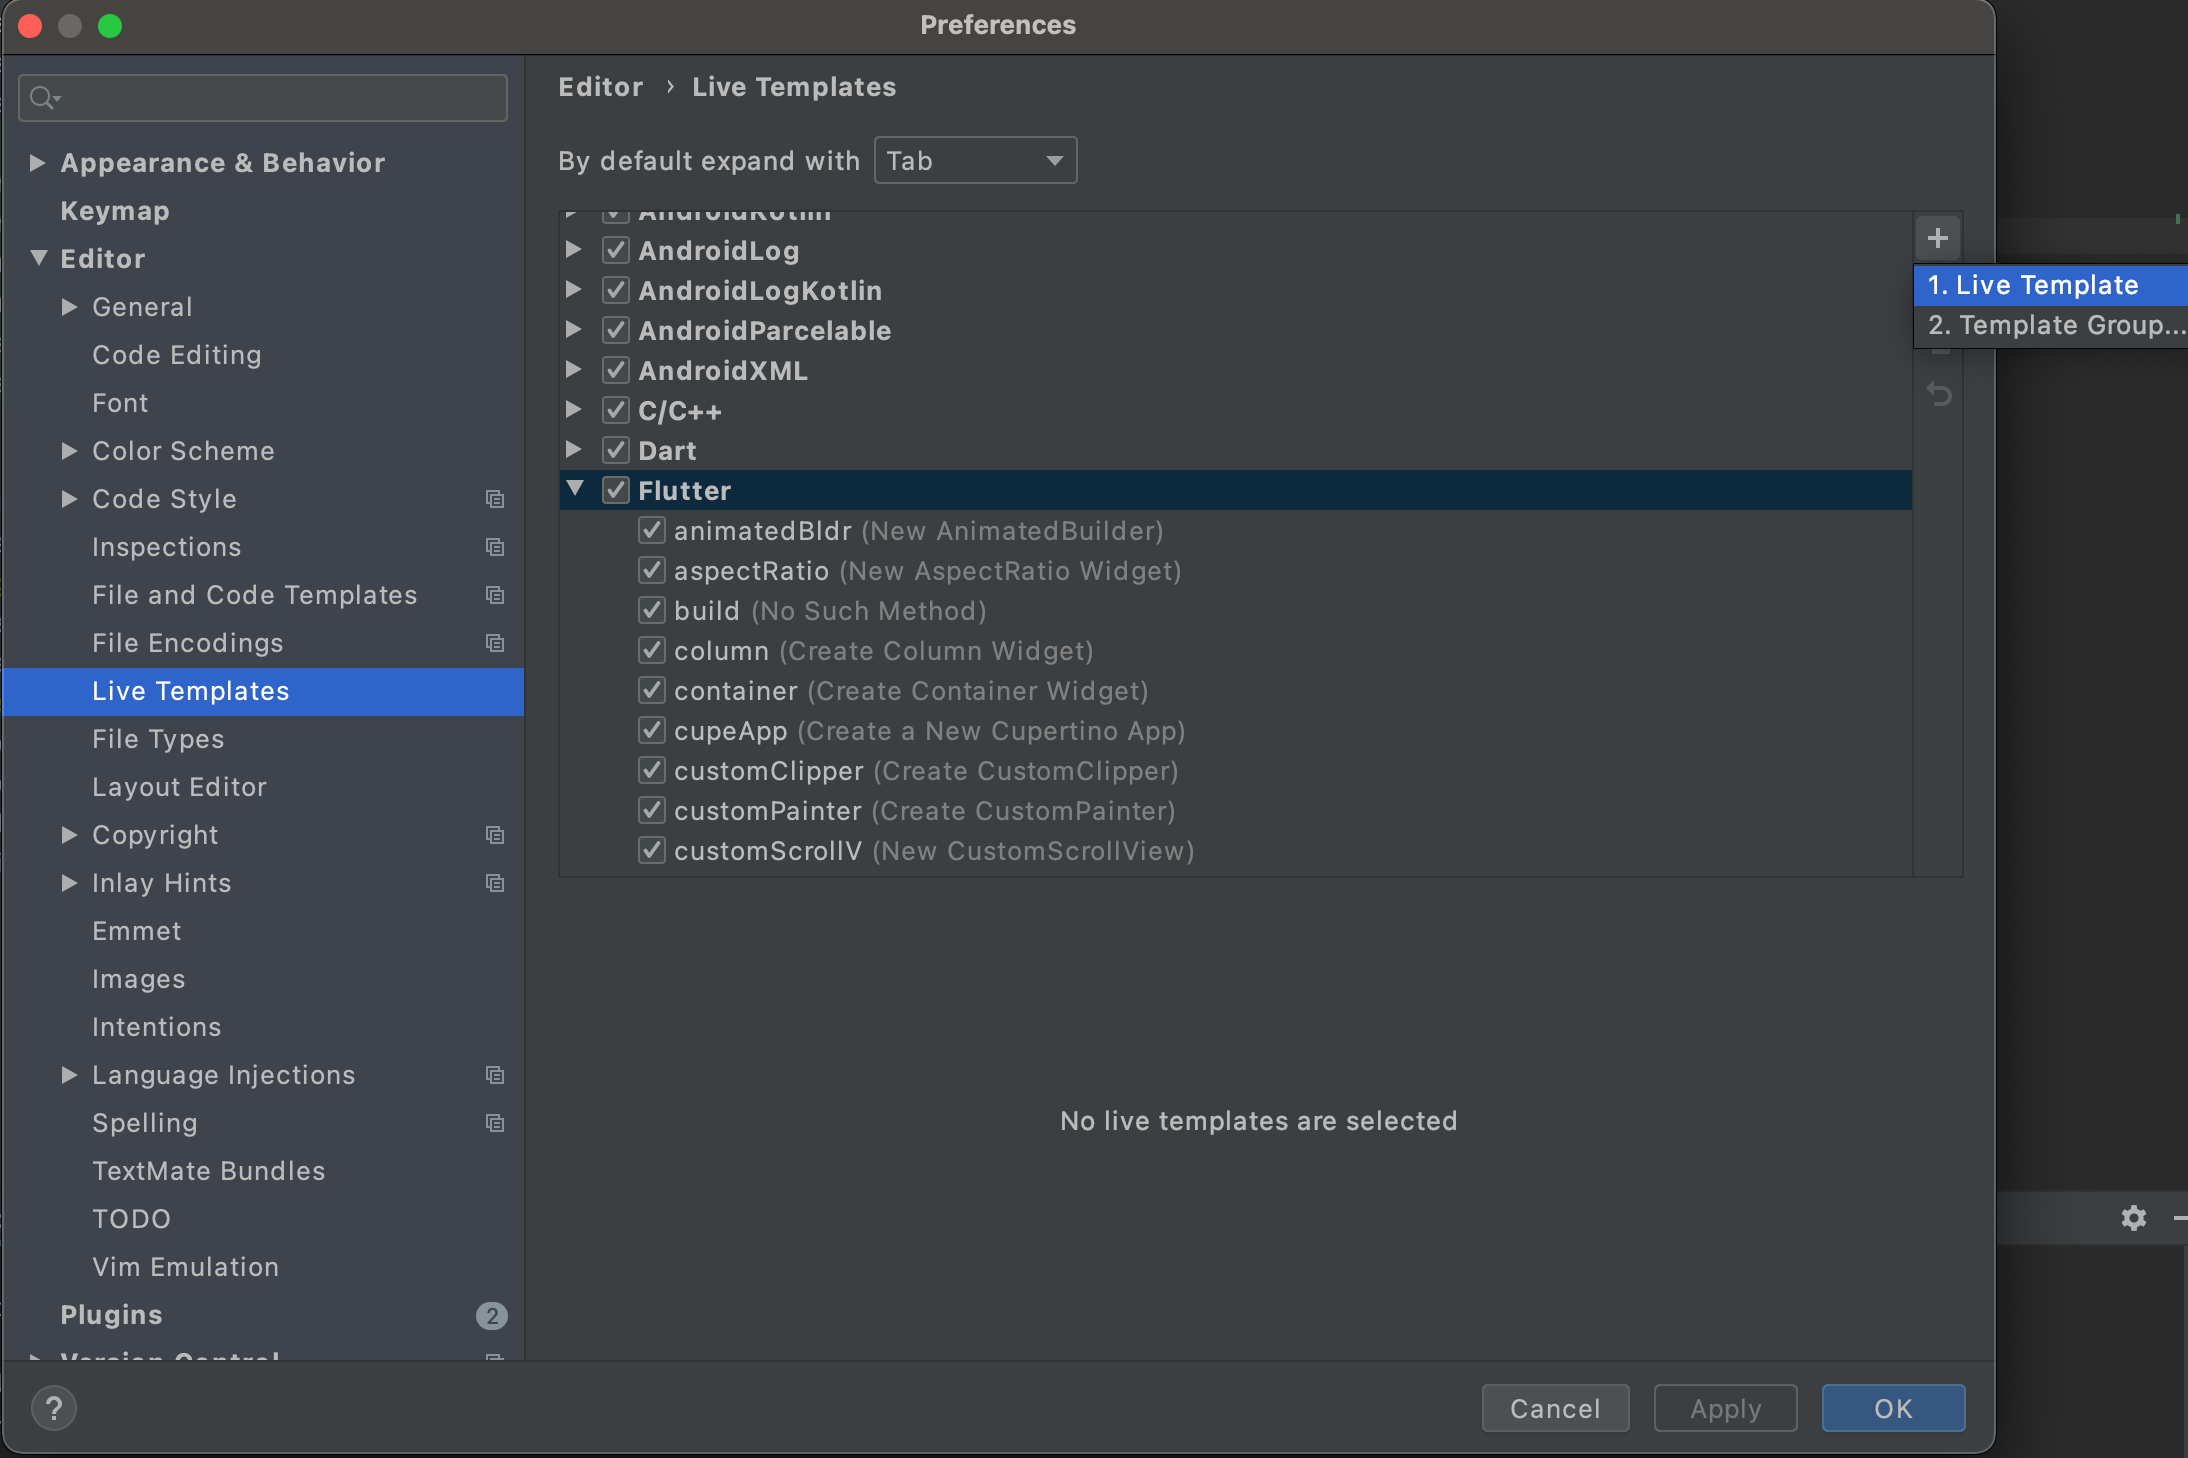 Preferences
Appearance & Behavior
Keymap
Editor
General
Code Editing
Font
Color Scheme
Code Style
Inspections
File and Code Templates
File Encodings
Live Templates
File Types
Layout Editor
Copyright
Inlay Hints
Emmet
Images
Intentions
Language Injections
Spelling
TextMate Bundles
TODO
Vim Emulation
Plugins 2
Version Control
Editor › Live Templates
By default expand with Tab
AndroidKotlin
AndroidLog
AndroidLogKotlin
AndroidParcelable
AndroidXML
C/C++
Dart
Flutter
animatedBldr (New AnimatedBuilder)
aspectRatio (New AspectRatio Widget)
build (No Such Method)
column (Create Column Widget)
container (Create Container Widget)
cupeApp (Create a New Cupertino App)
customClipper (Create CustomClipper)
customPainter (Create CustomPainter)
customScrollV (New CustomScrollView)
1. Live Template
2. Template Group...
No live templates are selected
?
Cancel
Apply
OK